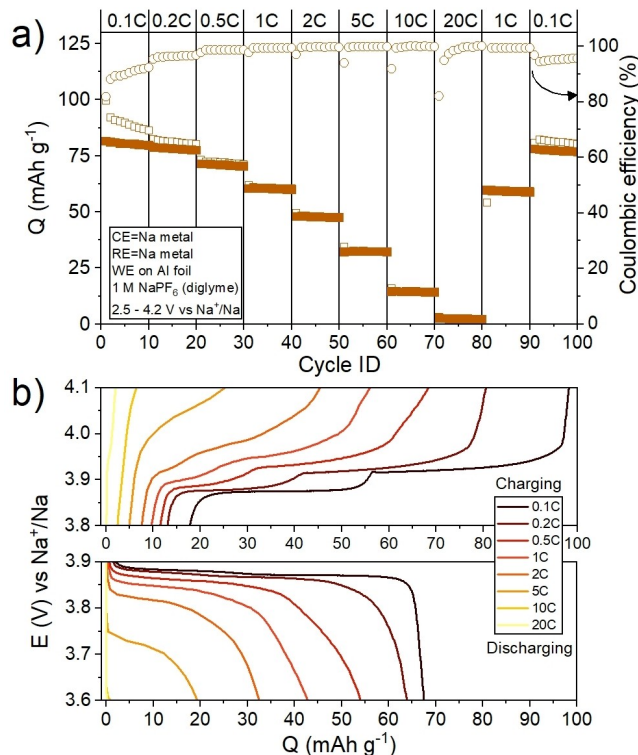 a)
0.1C 0.2C 0.5C 1C 2C 5C 10C 20C 1C 0.1C
125
100
75
50
25
0
Q (mAh g-1)
100
80
60
40
20
0
Coulombic efficiency (%)
CE=Na metal
RE=Na metal
WE on Al foil
1 M NaPF6 (diglyme)
2.5 - 4.2 V vs Na+/Na
0 10 20 30 40 50 60 70 80 90 100
Cycle ID
b)
4.1
4.0
3.9
3.8
0 10 20 30 40 50 60 70 80 90 100
Charging
0.1C
0.2C
0.5C
1C
2C
5C
10C
20C
Discharging
3.9
3.8
3.7
3.6
E (V) vs Na+/Na
0 10 20 30 40 50 60 70 80 90 100
Q (mAh g-1)